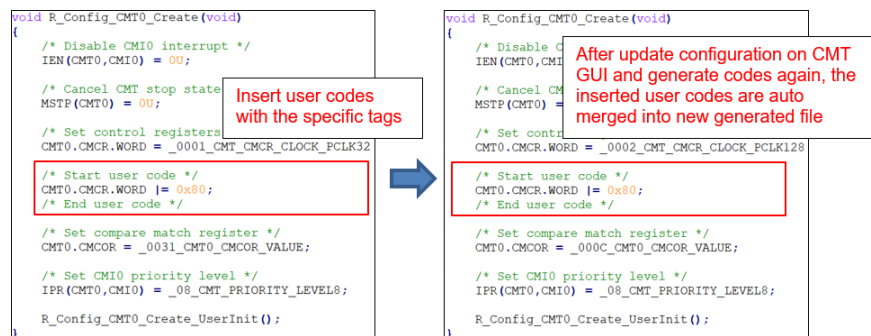 void R_Config_CMT0_Create(void)
{
/* Disable CMI0 interrupt */
IEN(CMT0,CMI0) = 0U;
/* Cancel CMT stop state
MSTP(CMT0) = 0U;
/* Set control registers
CMT0.CMCR.WORD = _0001_CMT_CMCR_CLOCK_PCLK32
/* Start user code */
CMT0.CMCR.WORD |= 0x80;
/* End user code */
/* Set compare match register */
CMT0.CMCOR = _0031_CMT0_CMCOR_VALUE;
/* Set CMI0 priority level */
IPR(CMT0,CMI0) = _08_CMT_PRIORITY_LEVEL8;
R_Config_CMT0_Create_UserInit();
}
Insert user codes
with the specific tags
void R_Config_CMT0_Create(void)
{
/* Disable C
IEN(CMT0,CMI
/* Cancel CM
MSTP(CMT0) =
/* Set contr
CMT0.CMCR.WORD = _0002_CMT_CMCR_CLOCK_PCLK128
/* Start user code */
CMT0.CMCR.WORD |= 0x80;
/* End user code */
/* Set compare match register */
CMT0.CMCOR = _000C_CMT0_CMCOR_VALUE;
/* Set CMI0 priority level */
IPR(CMT0,CMI0) = _08_CMT_PRIORITY_LEVEL8;
R_Config_CMT0_Create_UserInit();
}
After update configuration on CMT
GUI and generate codes again, the
inserted user codes are auto
merged into new generated file